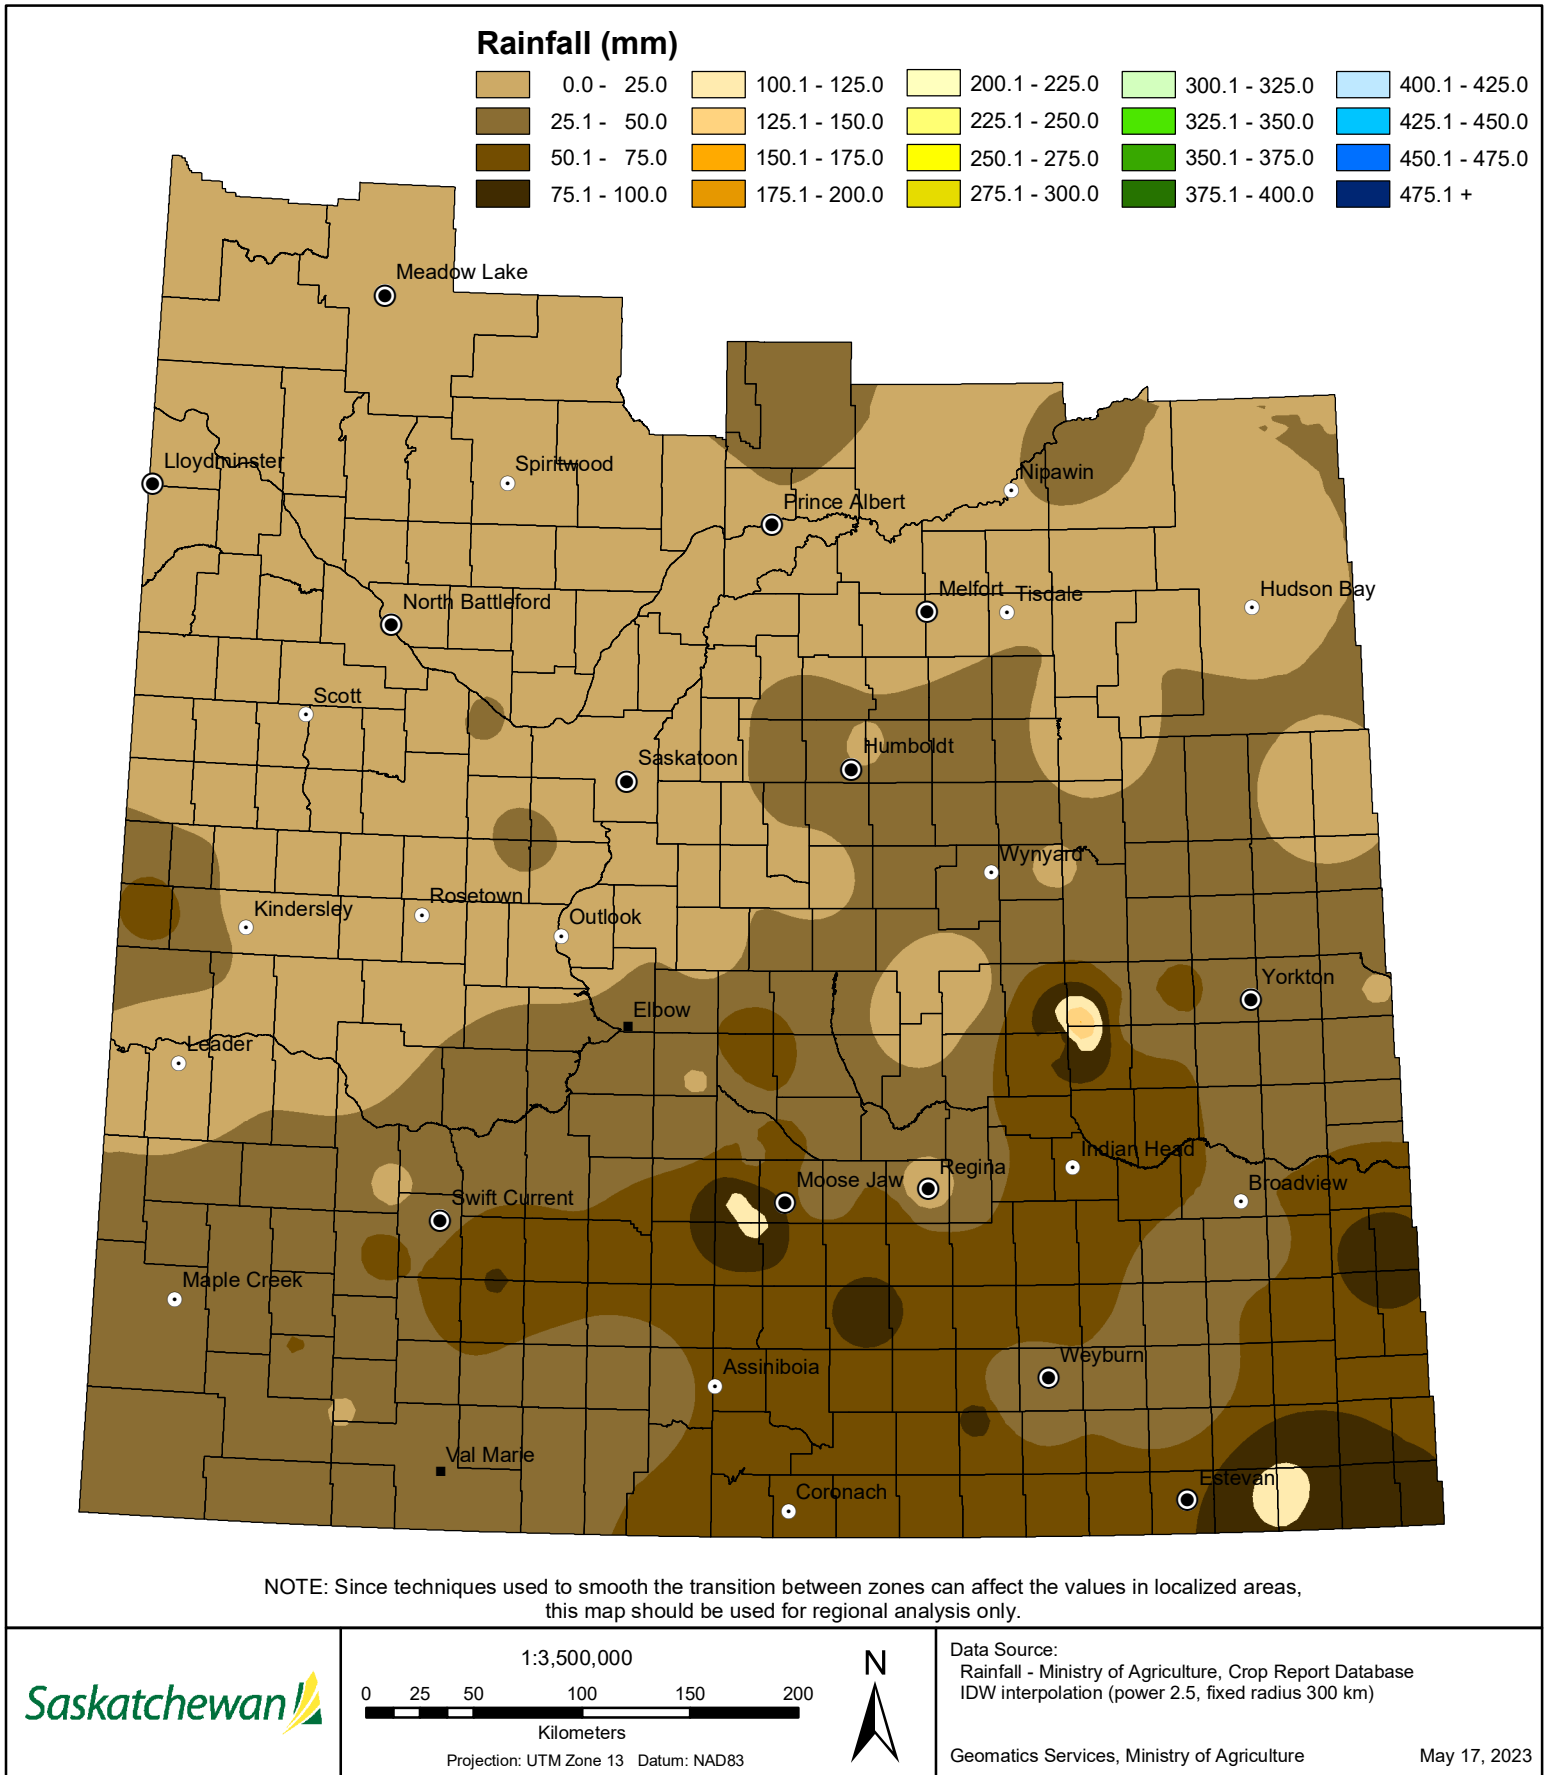 Rainfall (mm)
0.0 - 25.0
25.1 - 50.0
50.1 - 75.0
75.1 - 100.0
100.1 - 125.0
125.1 - 150.0
150.1 - 175.0
175.1 - 200.0
200.1 - 225.0
225.1 - 250.0
250.1 - 275.0
275.1 - 300.0
300.1 - 325.0
325.1 - 350.0
350.1 - 375.0
375.1 - 400.0
400.1 - 425.0
425.1 - 450.0
450.1 - 475.0
475.1 +
Meadow Lake
Lloydminster
Spiritwood
Nipawin
Prince Albert
North Battleford
Melfort
Tisdale
Hudson Bay
Scott
Saskatoon
Humboldt
Wynyard
Kindersley
Rosetown
Outlook
Yorkton
Elbow
Leader
Indian Head
Swift Current
Moose Jaw
Regina
Broadview
Maple Creek
Assiniboia
Weyburn
Val Marie
Coronach
Estevan
NOTE: Since techniques used to smooth the transition between zones can affect the values in localized areas,
this map should be used for regional analysis only.
Saskatchewan
1:3,500,000
0 25 50 100 150 200
Kilometers
Projection: UTM Zone 13 Datum: NAD83
N
Data Source:
Rainfall - Ministry of Agriculture, Crop Report Database
IDW interpolation (power 2.5, fixed radius 300 km)
Geomatics Services, Ministry of Agriculture
May 17, 2023